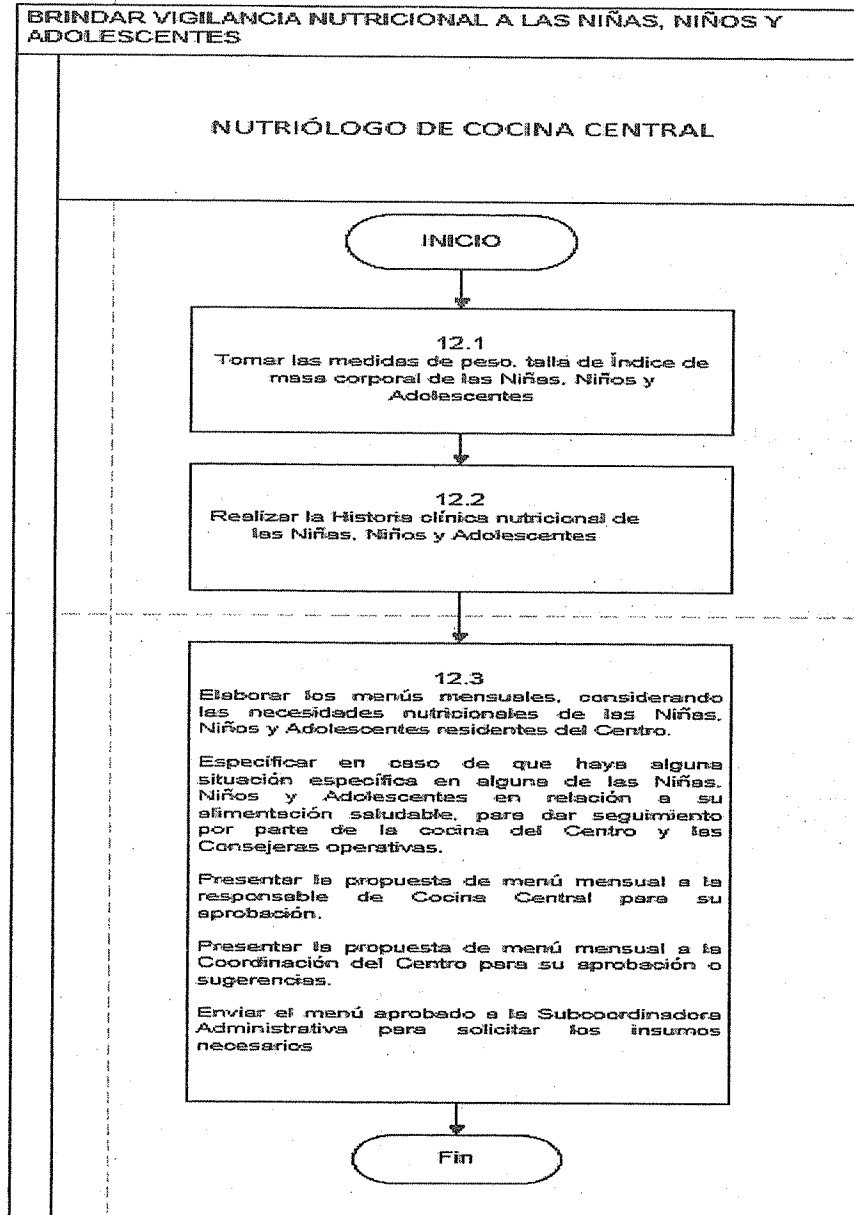 BRINDAR VIGILANCIA NUTRICIONAL A LAS NIÑAS, NIÑOS Y
ADOLESCENTES
NUTRIÓLOGO DE COCINA CENTRAL
INICIO
12.1
Tomar las medidas de peso, talla de Índice de
masa corporal de las Niñas, Niños y
Adolescentes
12.2
Realizar la Historia clínica nutricional de
las Niñas, Niños y Adolescentes
12.3
Elaborar los menús mensuales, considerando
las necesidades nutricionales de las Niñas,
Niños y Adolescentes residentes del Centro.
Específicar en caso de que haya alguna
situación específica en alguna de las Niñas,
Niños y Adolescentes en relación a su
alimentación saludable, para dar seguimiento
por parte de la cocina del Centro y las
Consejeras operativas.
Presentar la propuesta de menú mensual a la
responsable de Cocina Central para su
aprobación.
Presentar la propuesta de menú mensual a la
Coordinación del Centro para su aprobación o
sugerencias.
Enviar el menú aprobado a la Subcoordinadora
Administrativa para solicitar los insumos
necesarios
Fin